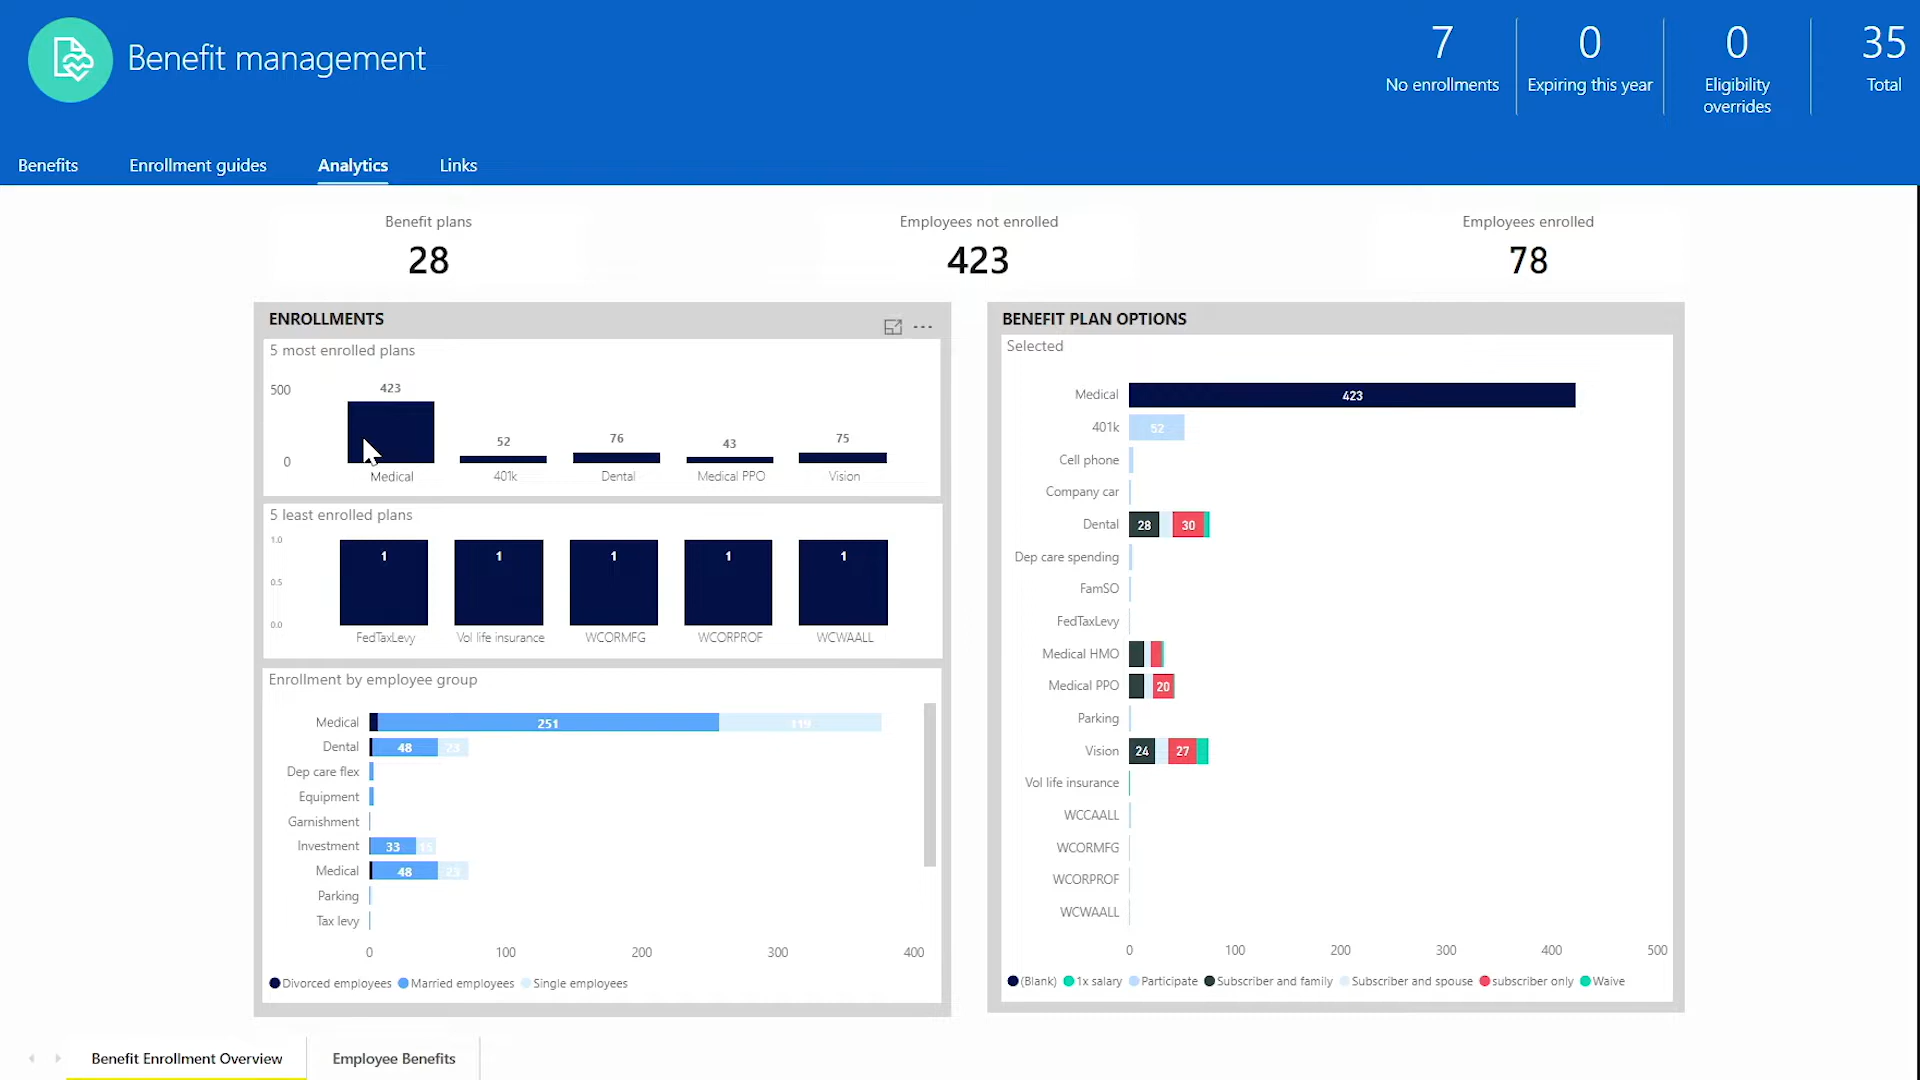 Benefit management
7
No enrollments
0
Expiring this year
0
Eligibility
overrides
35
Total
Benefits
Enrollment guides
Analytics
Links
Benefit plans
28
Employees not enrolled
423
Employees enrolled
78
ENROLLMENTS
5 most enrolled plans
500
0
423
52
76
43
75
Medical
401k
Dental
Medical PPO
Vision
5 least enrolled plans
1.0
0.5
0.0
1
1
1
1
1
FedTaxLevy
Vol life insurance
WCORMFG
WCORPROF
WCWAALL
Enrollment by employee group
Medical
251
119
Dental
48
23
Dep care flex
Equipment
Garnishment
Investment
33
15
Medical
48
23
Parking
Tax levy
0
100
200
300
400
Divorced employees
Married employees
Single employees
BENEFIT PLAN OPTIONS
Selected
Medical
423
401k
52
Cell phone
Company car
Dental
28
30
Dep care spending
FamSO
FedTaxLevy
Medical HMO
Medical PPO
20
Parking
Vision
24
27
Vol life insurance
WCCAALL
WCORMFG
WCORPROF
WCWAALL
0
100
200
300
400
500
(Blank)
1x salary
Participate
Subscriber and family
Subscriber and spouse
subscriber only
Waive
Benefit Enrollment Overview
Employee Benefits